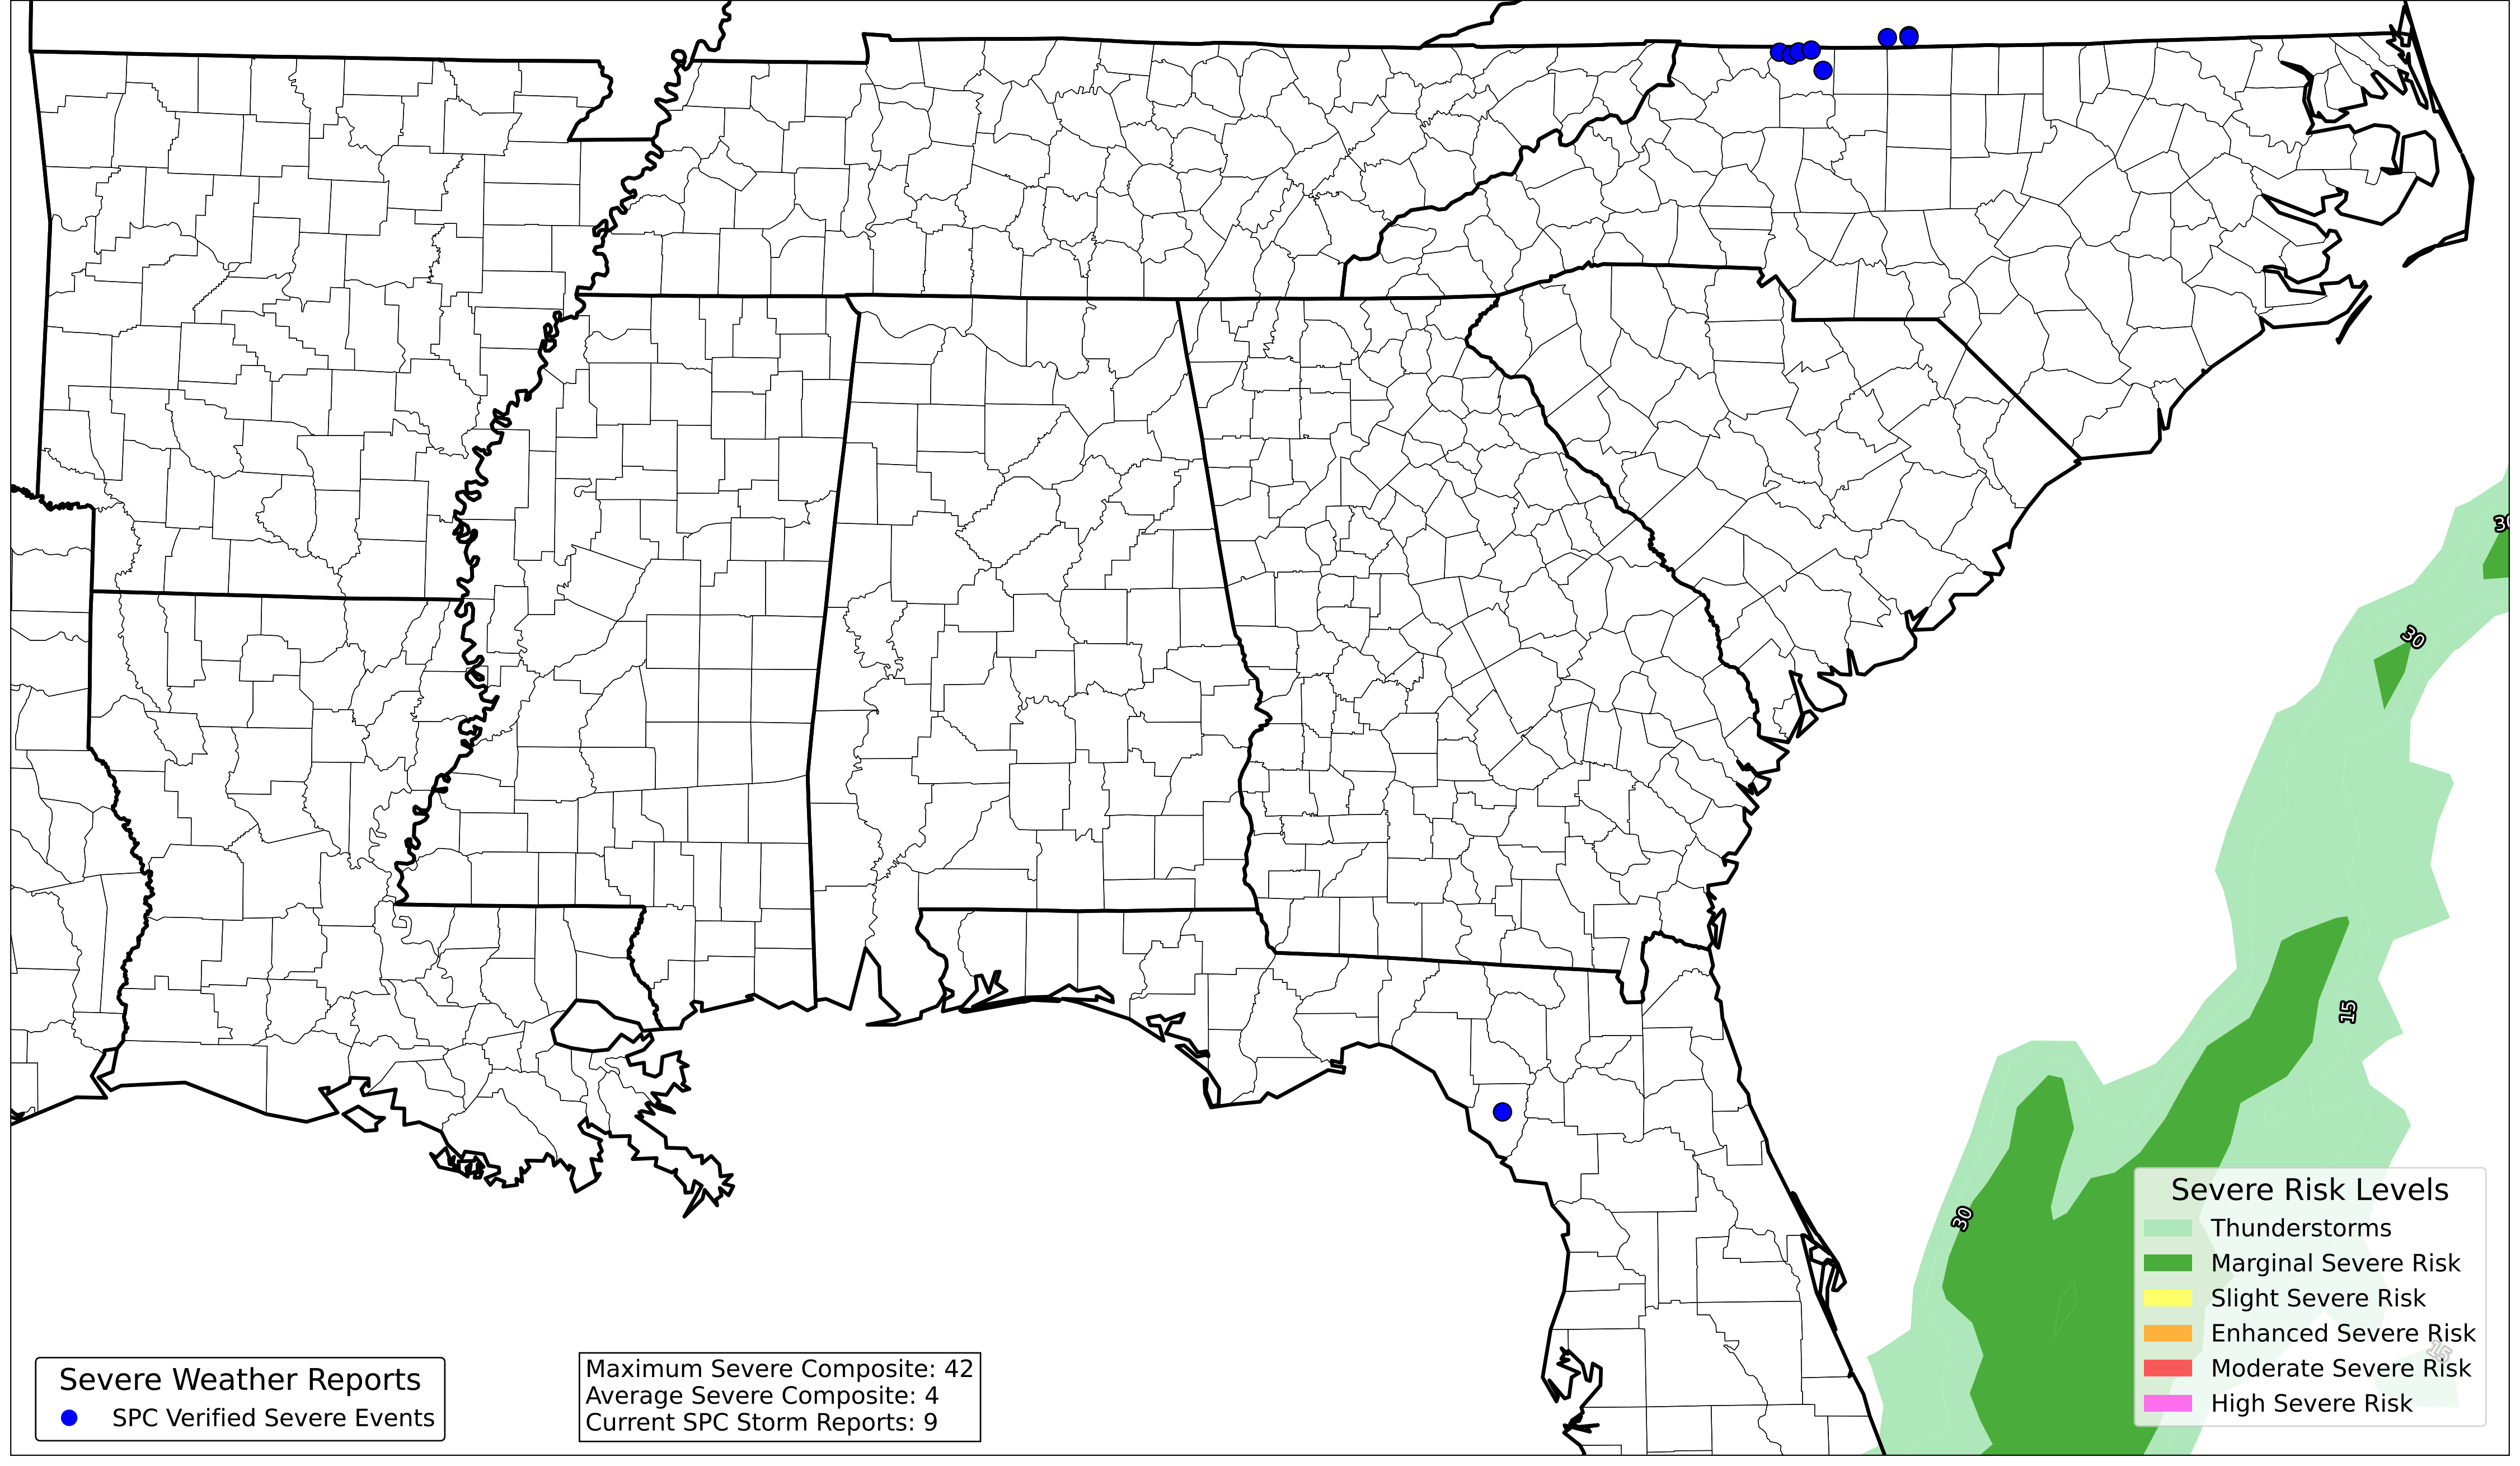 30
30
15
30
15
Severe Risk Levels
Thunderstorms
Marginal Severe Risk
Slight Severe Risk
Enhanced Severe Risk
Moderate Severe Risk
High Severe Risk
Severe Weather Reports
SPC Verified Severe Events
Maximum Severe Composite: 42
Average Severe Composite: 4
Current SPC Storm Reports: 9